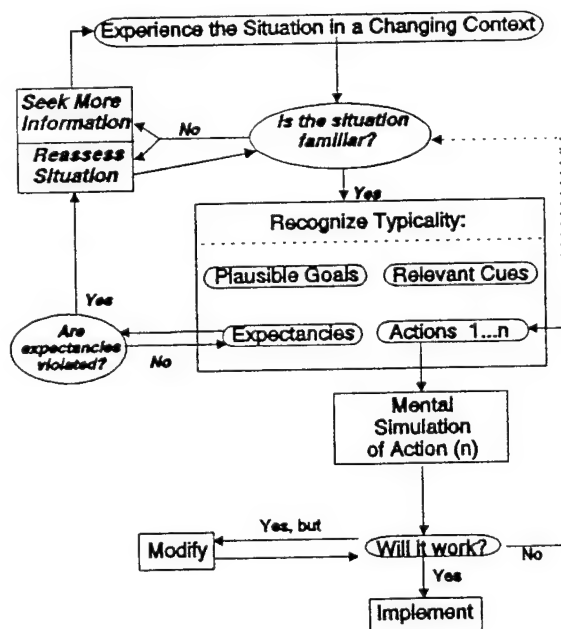 Experience the Situation in a Changing Context
Seek More
Information
No
Is the situation
familiar?
Reassess
Situation
Yes
Recognize Typicality:
Plausible Goals
Relevant Cues
Yes
Are
expectancies
violated?
Expectancies
Actions 1...n
No
Mental
Simulation
of Action (n)
Yes, but
Modify
Will it work?
No
Yes
Implement